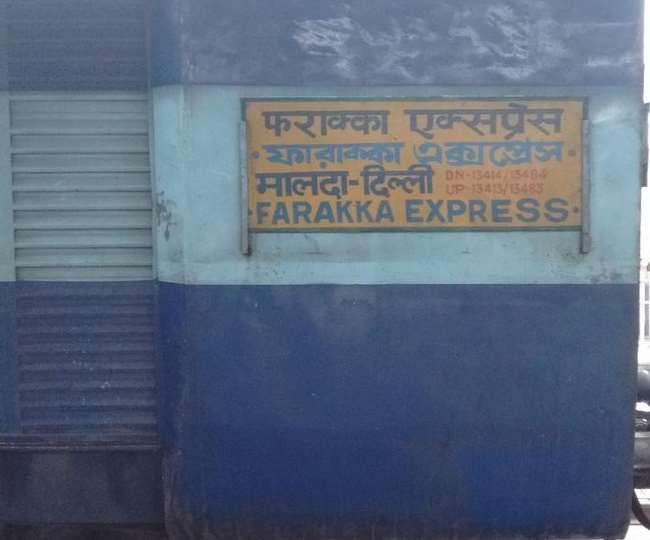 फराक्का एक्सप्रेस
· ফারাক্কা এক্সপ্রেস ·
मालदा-दिल्ली DN-13414/13484
UP-13413/13483
· FARAKKA EXPRESS ·